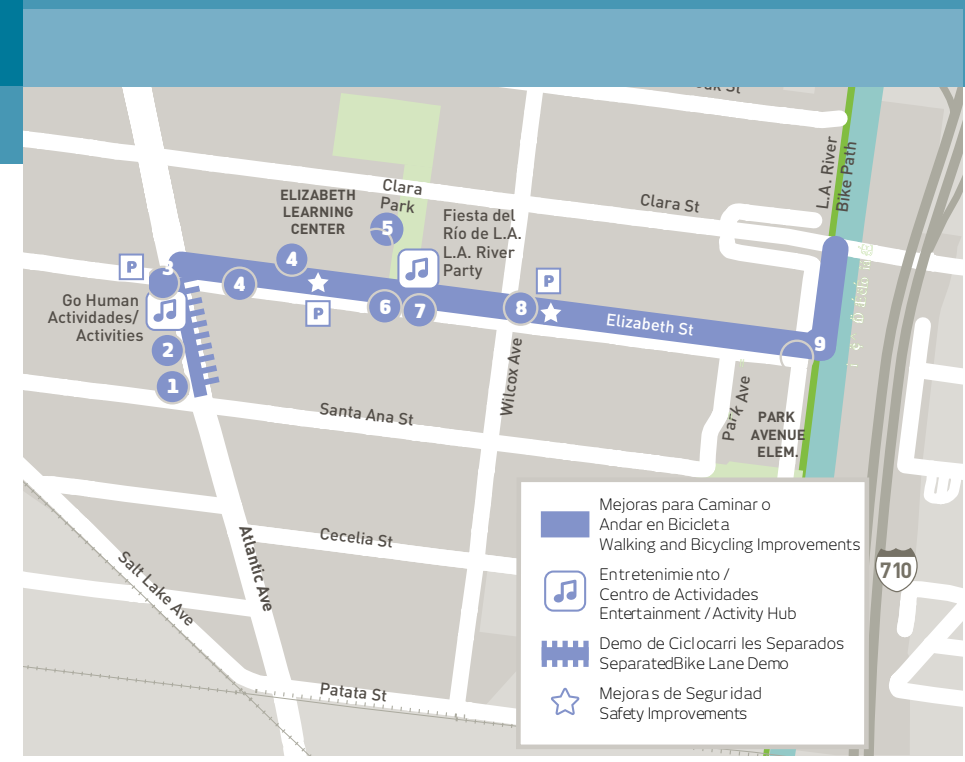 L.A. River
Bike Path
Clara
Park
Clara St
ELIZABETH
LEARNING
CENTER
5
Fiesta del
Río de L.A.
L.A. River
Party
4
P
3
4
P
Go Human
Actividades/
Activities
P
6
7
8
Elizabeth St
9
2
1
Wilcox Ave
Santa Ana St
Park Ave
PARK
AVENUE
ELEM.
Cecelia St
Atlantic Ave
Salt Lake Ave
Patata St
710
Mejoras para Caminar o
Andar en Bicicleta
Walking and Bicycling Improvements
Entretenimiento /
Centro de Actividades
Entertainment / Activity Hub
Demo de Ciclocarri les Separados
SeparatedBike Lane Demo
Mejoras de Seguridad
Safety Improvements